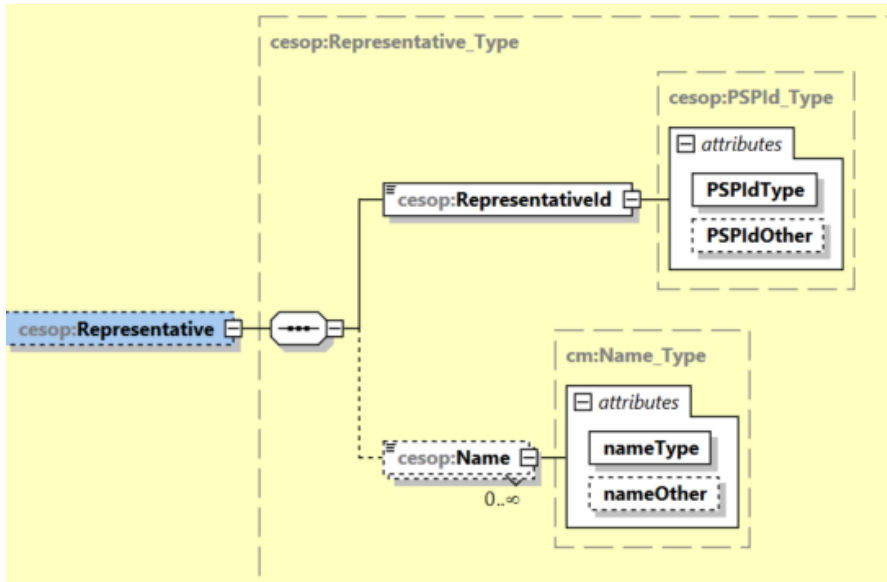 cesop:Representative_Type
cesop:PSPId_Type
attributes
PSPIdType
PSPIdOther
cesop:RepresentativeId
cesop:Representative
cm:Name_Type
attributes
nameType
nameOther
cesop:Name
0..∞